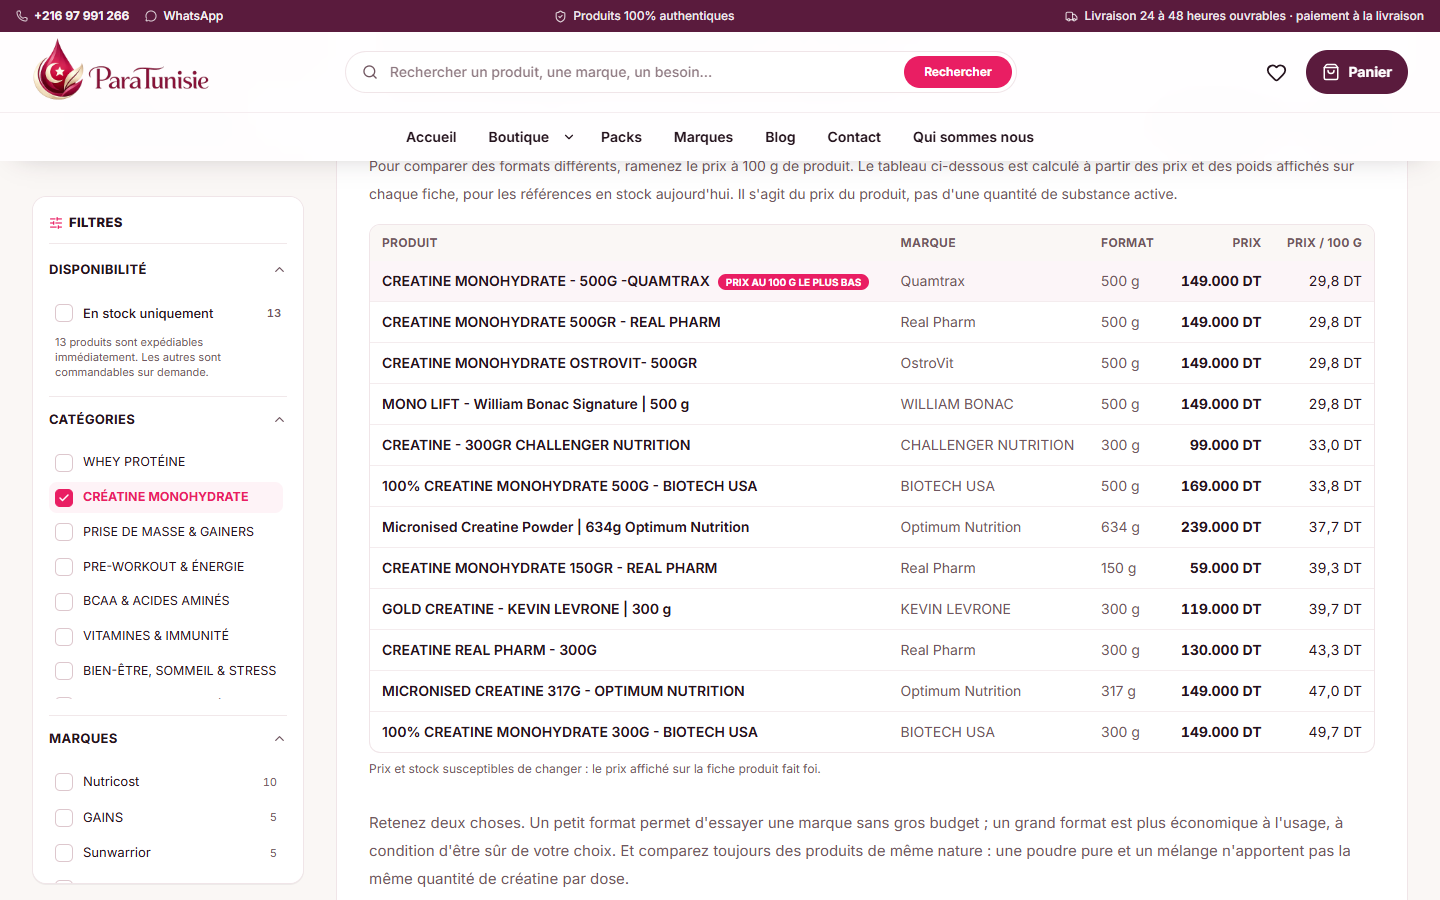 +216 97 991 266 WhatsApp Produits 100% authentiques Livraison 24 à 48 heures ouvrables · paiement à la livraison
ParaTunisie Rechercher un produit, une marque, un besoin... Rechercher Panier
Accueil Boutique Packs Marques Blog Contact Qui sommes nous
FILTRES
DISPONIBILITÉ
En stock uniquement 13
13 produits sont expédiables
immédiatement. Les autres sont
commandables sur demande.
CATÉGORIES
WHEY PROTÉINE
CRÉATINE MONOHYDRATE
PRISE DE MASSE & GAINERS
PRE-WORKOUT & ÉNERGIE
BCAA & ACIDES AMINÉS
VITAMINES & IMMUNITÉ
BIEN-ÊTRE, SOMMEIL & STRESS
MARQUES
Nutricost 10
GAINS 5
Sunwarrior 5
Pour comparer des formats différents, ramenez le prix à 100 g de produit. Le tableau ci-dessous est calculé à partir des prix et des poids affichés sur
chaque fiche, pour les références en stock aujourd'hui. Il s'agit du prix du produit, pas d'une quantité de substance active.
PRODUIT MARQUE FORMAT PRIX PRIX / 100 G
CREATINE MONOHYDRATE - 500G -QUAMTRAX PRIX AU 100 G LE PLUS BAS Quamtrax 500 g 149.000 DT 29,8 DT
CREATINE MONOHYDRATE 500GR - REAL PHARM Real Pharm 500 g 149.000 DT 29,8 DT
CREATINE MONOHYDRATE OSTROVIT- 500GR OstroVit 500 g 149.000 DT 29,8 DT
MONO LIFT - William Bonac Signature | 500 g WILLIAM BONAC 500 g 149.000 DT 29,8 DT
CREATINE - 300GR CHALLENGER NUTRITION CHALLENGER NUTRITION 300 g 99.000 DT 33,0 DT
100% CREATINE MONOHYDRATE 500G - BIOTECH USA BIOTECH USA 500 g 169.000 DT 33,8 DT
Micronised Creatine Powder | 634g Optimum Nutrition Optimum Nutrition 634 g 239.000 DT 37,7 DT
CREATINE MONOHYDRATE 150GR - REAL PHARM Real Pharm 150 g 59.000 DT 39,3 DT
GOLD CREATINE - KEVIN LEVRONE | 300 g KEVIN LEVRONE 300 g 119.000 DT 39,7 DT
CREATINE REAL PHARM - 300G Real Pharm 300 g 130.000 DT 43,3 DT
MICRONISED CREATINE 317G - OPTIMUM NUTRITION Optimum Nutrition 317 g 149.000 DT 47,0 DT
100% CREATINE MONOHYDRATE 300G - BIOTECH USA BIOTECH USA 300 g 149.000 DT 49,7 DT
Prix et stock susceptibles de changer : le prix affiché sur la fiche produit fait foi.
Retenez deux choses. Un petit format permet d'essayer une marque sans gros budget ; un grand format est plus économique à l'usage, à
condition d'être sûr de votre choix. Et comparez toujours des produits de même nature : une poudre pure et un mélange n'apportent pas la
même quantité de créatine par dose.